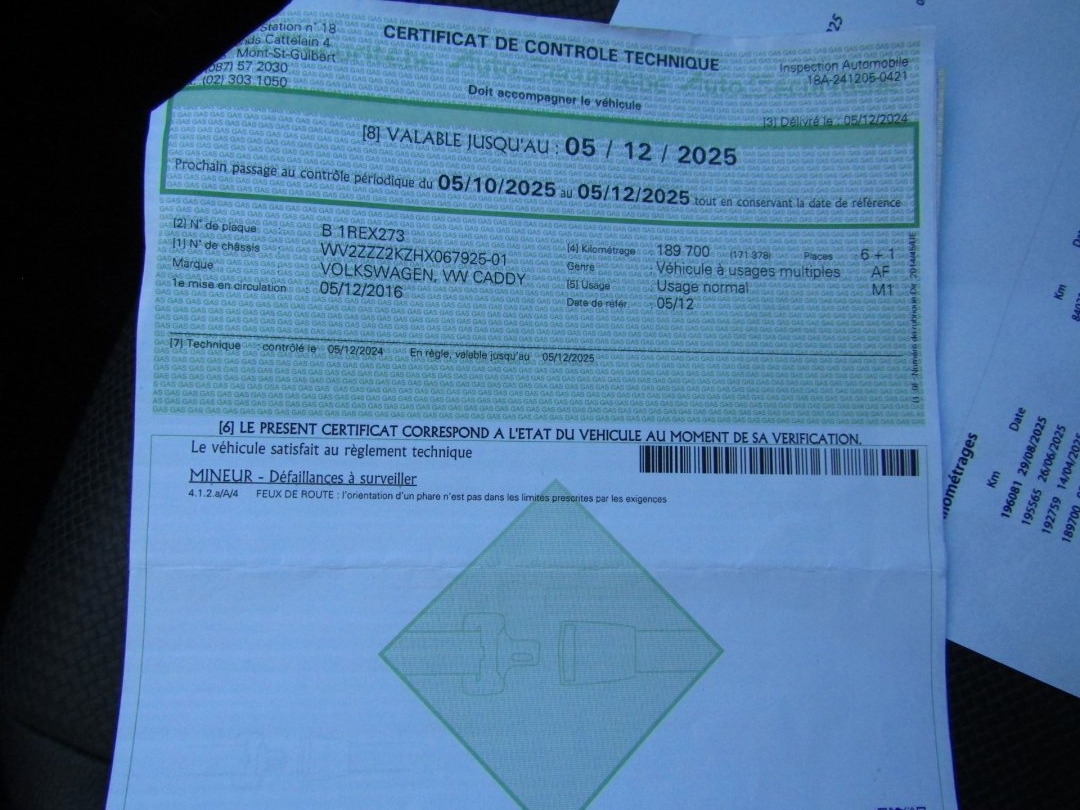 Station n° 18
Cattelain 4
Mont-St-Guibert
57 2030
(02) 303 1050
CERTIFICAT DE CONTROLE TECHNIQUE
Doit accompagner le véhicule
Inspection Automobile
18A-241205-0421
[3] Délivré le : 05/12/2024
[8] VALABLE JUSQU'AU : 05 / 12 / 2025
Prochain passage au contrôle périodique du 05/10/2025 au 05/12/2025 tout en conservant la date de référence
[2] N° de plaque : B 1REX273
[1] N° de châssis : WV2ZZZ2KZHX067925-01
Marque : VOLKSWAGEN, VW CADDY
1e mise en circulation : 05/12/2016
[4] Kilométrage : 189 700 (171 378) Places 6 + 1
Genre : Véhicule à usages multiples AF
[5] Usage : Usage normal M1
Date de référ. : 05/12
[7] Technique : contrôlé le 05/12/2024 En règle, valable jusqu'au 05/12/2025
[6] LE PRESENT CERTIFICAT CORRESPOND A L'ETAT DU VEHICULE AU MOMENT DE SA VERIFICATION.
Le véhicule satisfait au règlement technique
MINEUR - Défaillances à surveiller
4.1.2.a/A/4 FEUX DE ROUTE : l'orientation d'un phare n'est pas dans les limites prescrites par les exigences
Km Date
196081 29/08/2025
195565 26/06/2025
192759 14/04/2025
189700
Km